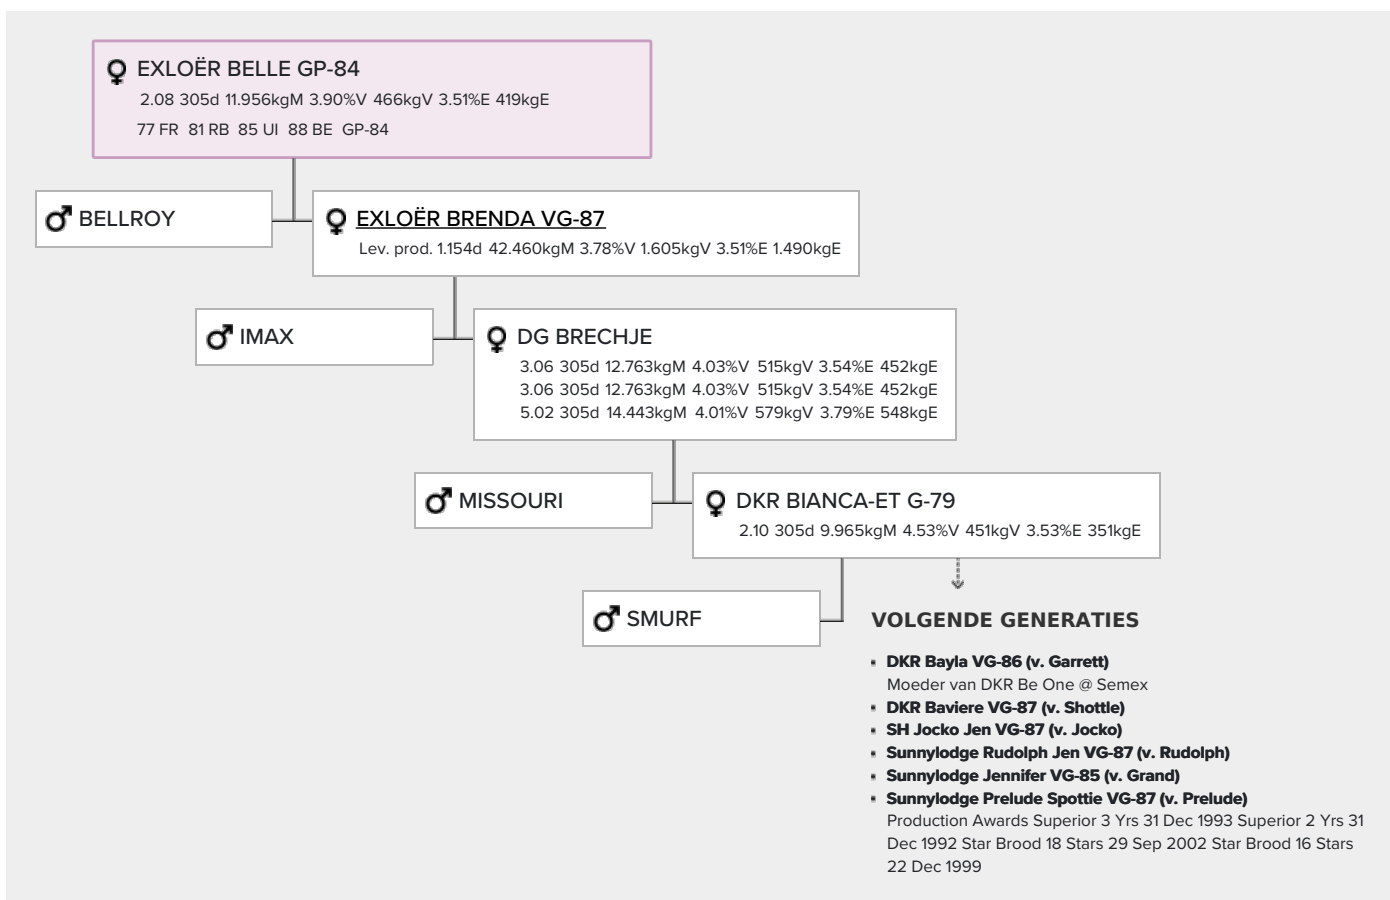 EXLOËR BELLE GP-84
2.08 305d 11.956kgM 3.90%V 466kgV 3.51%E 419kgE
77 FR 81 RB 85 UI 88 BE GP-84
BELLROY
EXLOËR BRENDA VG-87
Lev. prod. 1.154d 42.460kgM 3.78%V 1.605kgV 3.51%E 1.490kgE
IMAX
DG BRECHJE
3.06 305d 12.763kgM 4.03%V 515kgV 3.54%E 452kgE
3.06 305d 12.763kgM 4.03%V 515kgV 3.54%E 452kgE
5.02 305d 14.443kgM 4.01%V 579kgV 3.79%E 548kgE
MISSOURI
DKR BIANCA-ET G-79
2.10 305d 9.965kgM 4.53%V 451kgV 3.53%E 351kgE
SMURF
VOLGENDE GENERATIES
DKR Bayla VG-86 (v. Garrett)
Moeder van DKR Be One @ Semex
DKR Baviere VG-87 (v. Shottle)
SH Jocko Jen VG-87 (v. Jocko)
Sunnylodge Rudolph Jen VG-87 (v. Rudolph)
Sunnylodge Jennifer VG-85 (v. Grand)
Sunnylodge Prelude Spottie VG-87 (v. Prelude)
Production Awards Superior 3 Yrs 31 Dec 1993 Superior 2 Yrs 31
Dec 1992 Star Brood 18 Stars 29 Sep 2002 Star Brood 16 Stars
22 Dec 1999